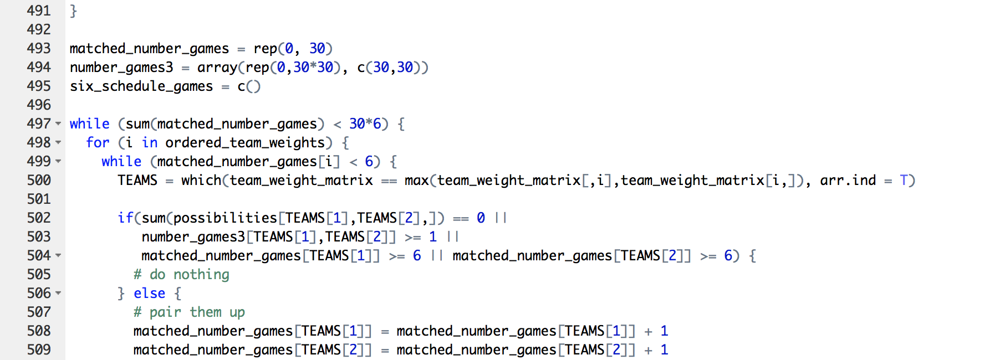 491 }
492
493 matched_number_games = rep(0, 30)
494 number_games3 = array(rep(0,30*30), c(30,30))
495 six_schedule_games = c()
496
497 while (sum(matched_number_games) < 30*6) {
498   for (i in ordered_team_weights) {
499     while (matched_number_games[i] < 6) {
500       TEAMS = which(team_weight_matrix == max(team_weight_matrix[,i],team_weight_matrix[i,]), arr.ind = T)
501
502       if(sum(possibilities[TEAMS[1],TEAMS[2],]) == 0 ||
503          number_games3[TEAMS[1],TEAMS[2]] >= 1 ||
504          matched_number_games[TEAMS[1]] >= 6 || matched_number_games[TEAMS[2]] >= 6) {
505         # do nothing
506       } else {
507         # pair them up
508         matched_number_games[TEAMS[1]] = matched_number_games[TEAMS[1]] + 1
509         matched_number_games[TEAMS[2]] = matched_number_games[TEAMS[2]] + 1